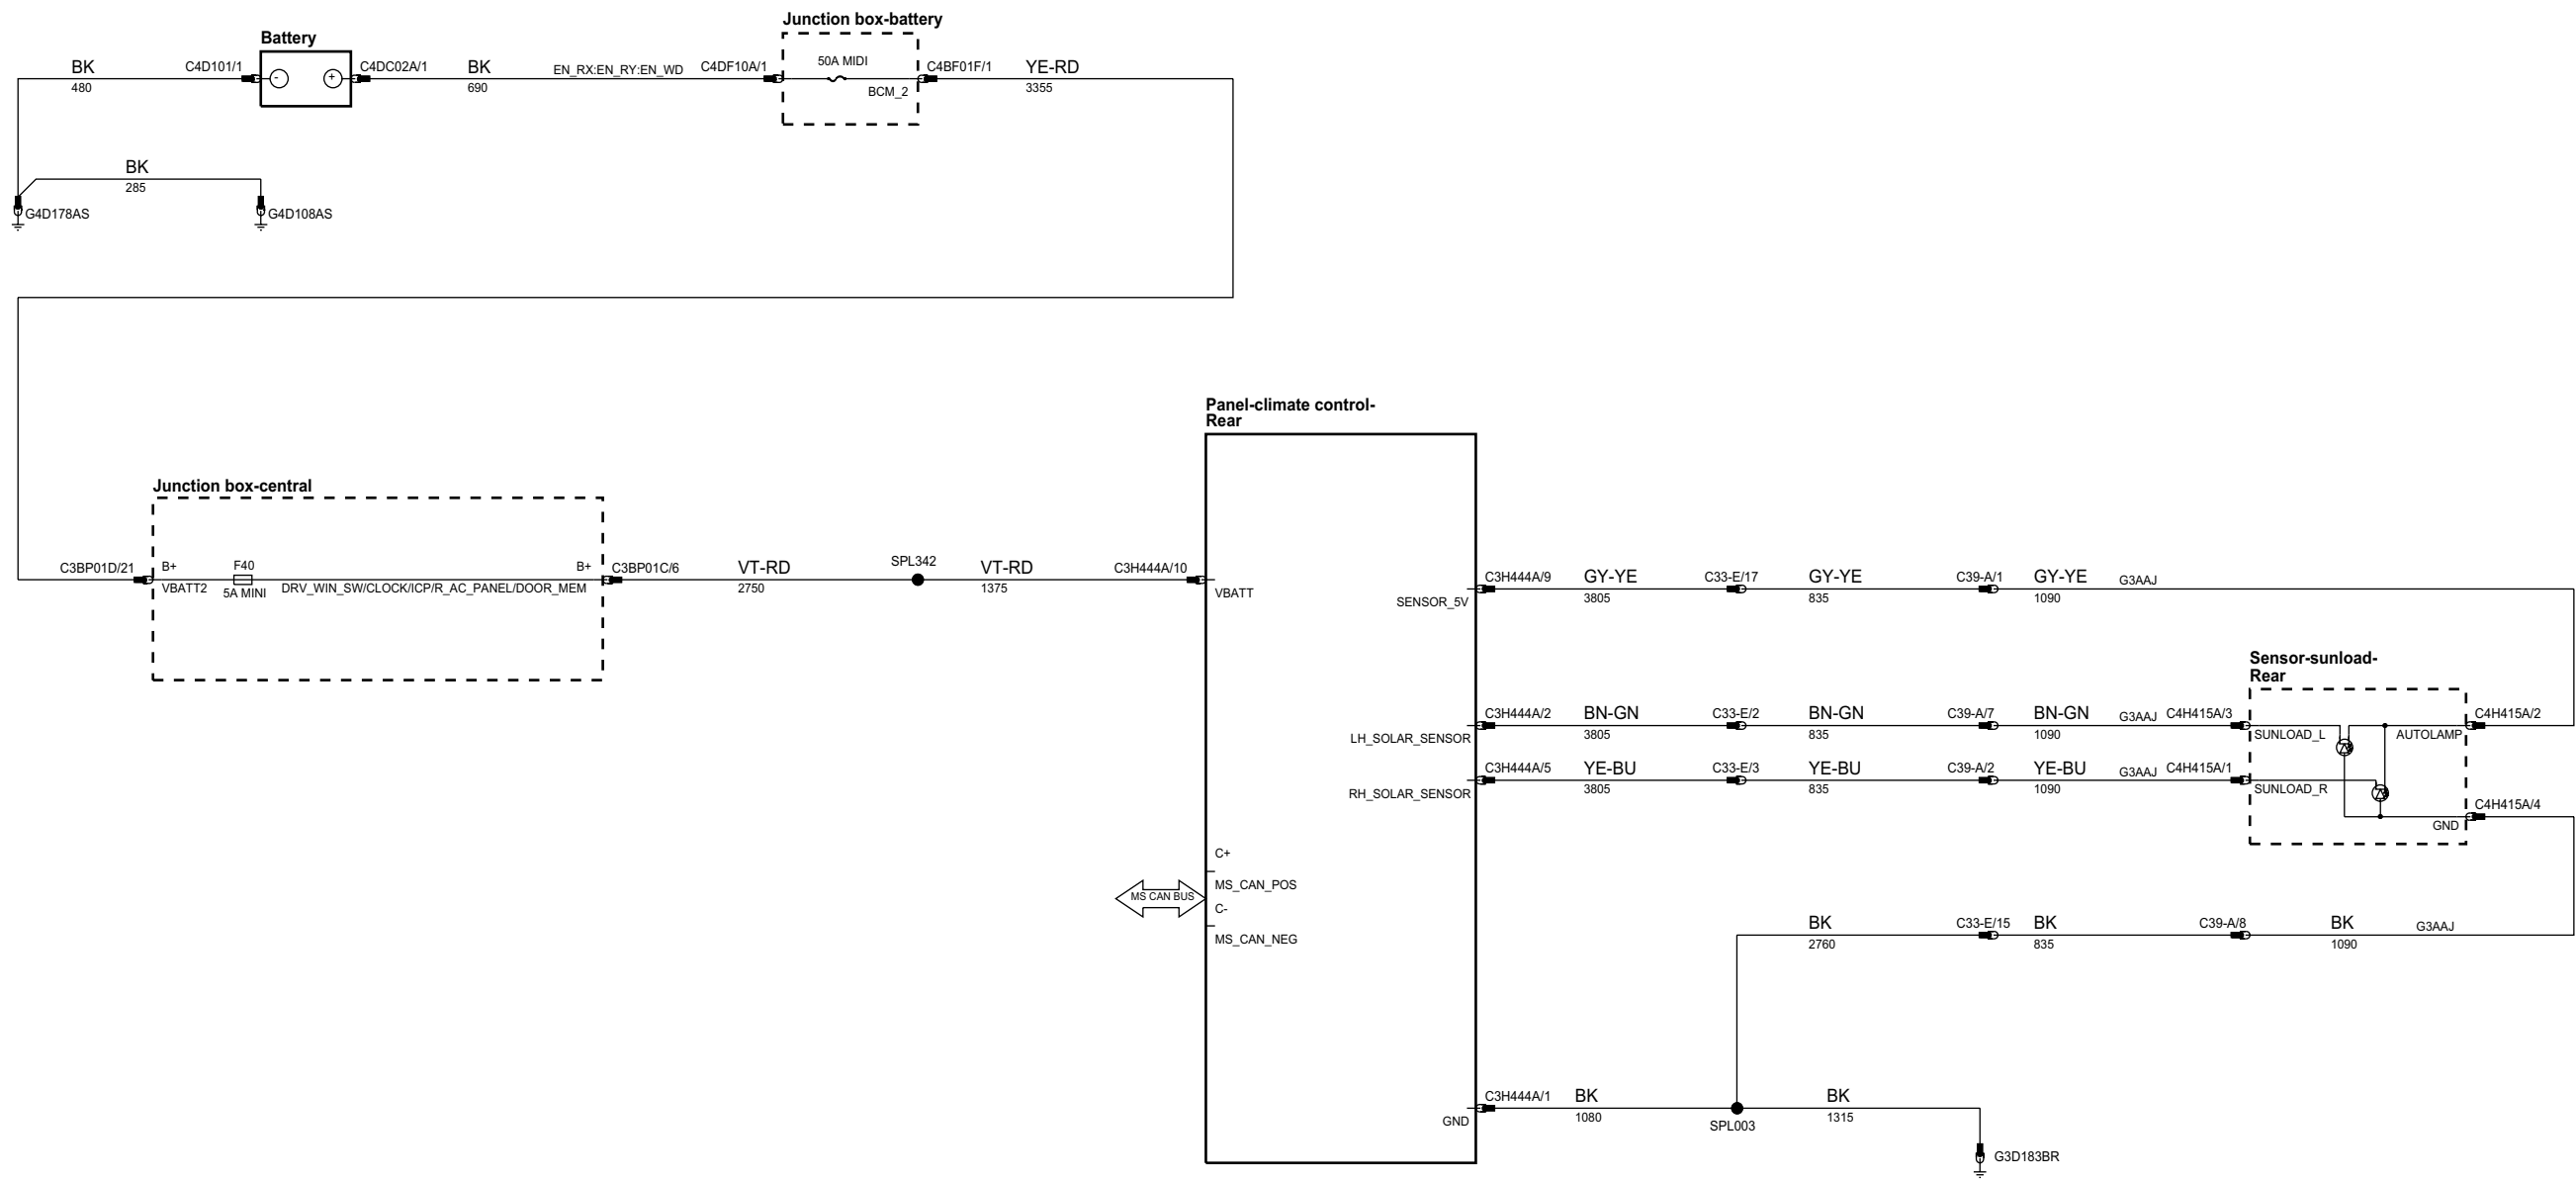 Junction box-battery
Battery
BK
480
C4D101/1
-
+
C4DC02A/1
BK
690
EN_RX:EN_RY:EN_WD
C4DF10A/1
50A MIDI
BCM_2
C4BF01F/1
YE-RD
3355
BK
285
G4D178AS
G4D108AS
Panel-climate control-
Rear
Junction box-central
C3BP01D/21
B+
VBATT2
F40
5A MINI
DRV_WIN_SW/CLOCK/ICP/R_AC_PANEL/DOOR_MEM
B+
C3BP01C/6
VT-RD
2750
SPL342
VT-RD
1375
C3H444A/10
VBATT
SENSOR_5V
C3H444A/9
GY-YE
3805
C33-E/17
GY-YE
835
C39-A/1
GY-YE
1090
G3AAJ
Sensor-sunload-
Rear
LH_SOLAR_SENSOR
C3H444A/2
BN-GN
3805
C33-E/2
BN-GN
835
C39-A/7
BN-GN
1090
G3AAJ
C4H415A/3
SUNLOAD_L
AUTOLAMP
C4H415A/2
RH_SOLAR_SENSOR
C3H444A/5
YE-BU
3805
C33-E/3
YE-BU
835
C39-A/2
YE-BU
1090
G3AAJ
C4H415A/1
SUNLOAD_R
GND
C4H415A/4
C+
MS_CAN_POS
MS CAN BUS
C-
MS_CAN_NEG
BK
2760
C33-E/15
BK
835
C39-A/8
BK
1090
G3AAJ
GND
C3H444A/1
BK
1080
SPL003
BK
1315
G3D183BR